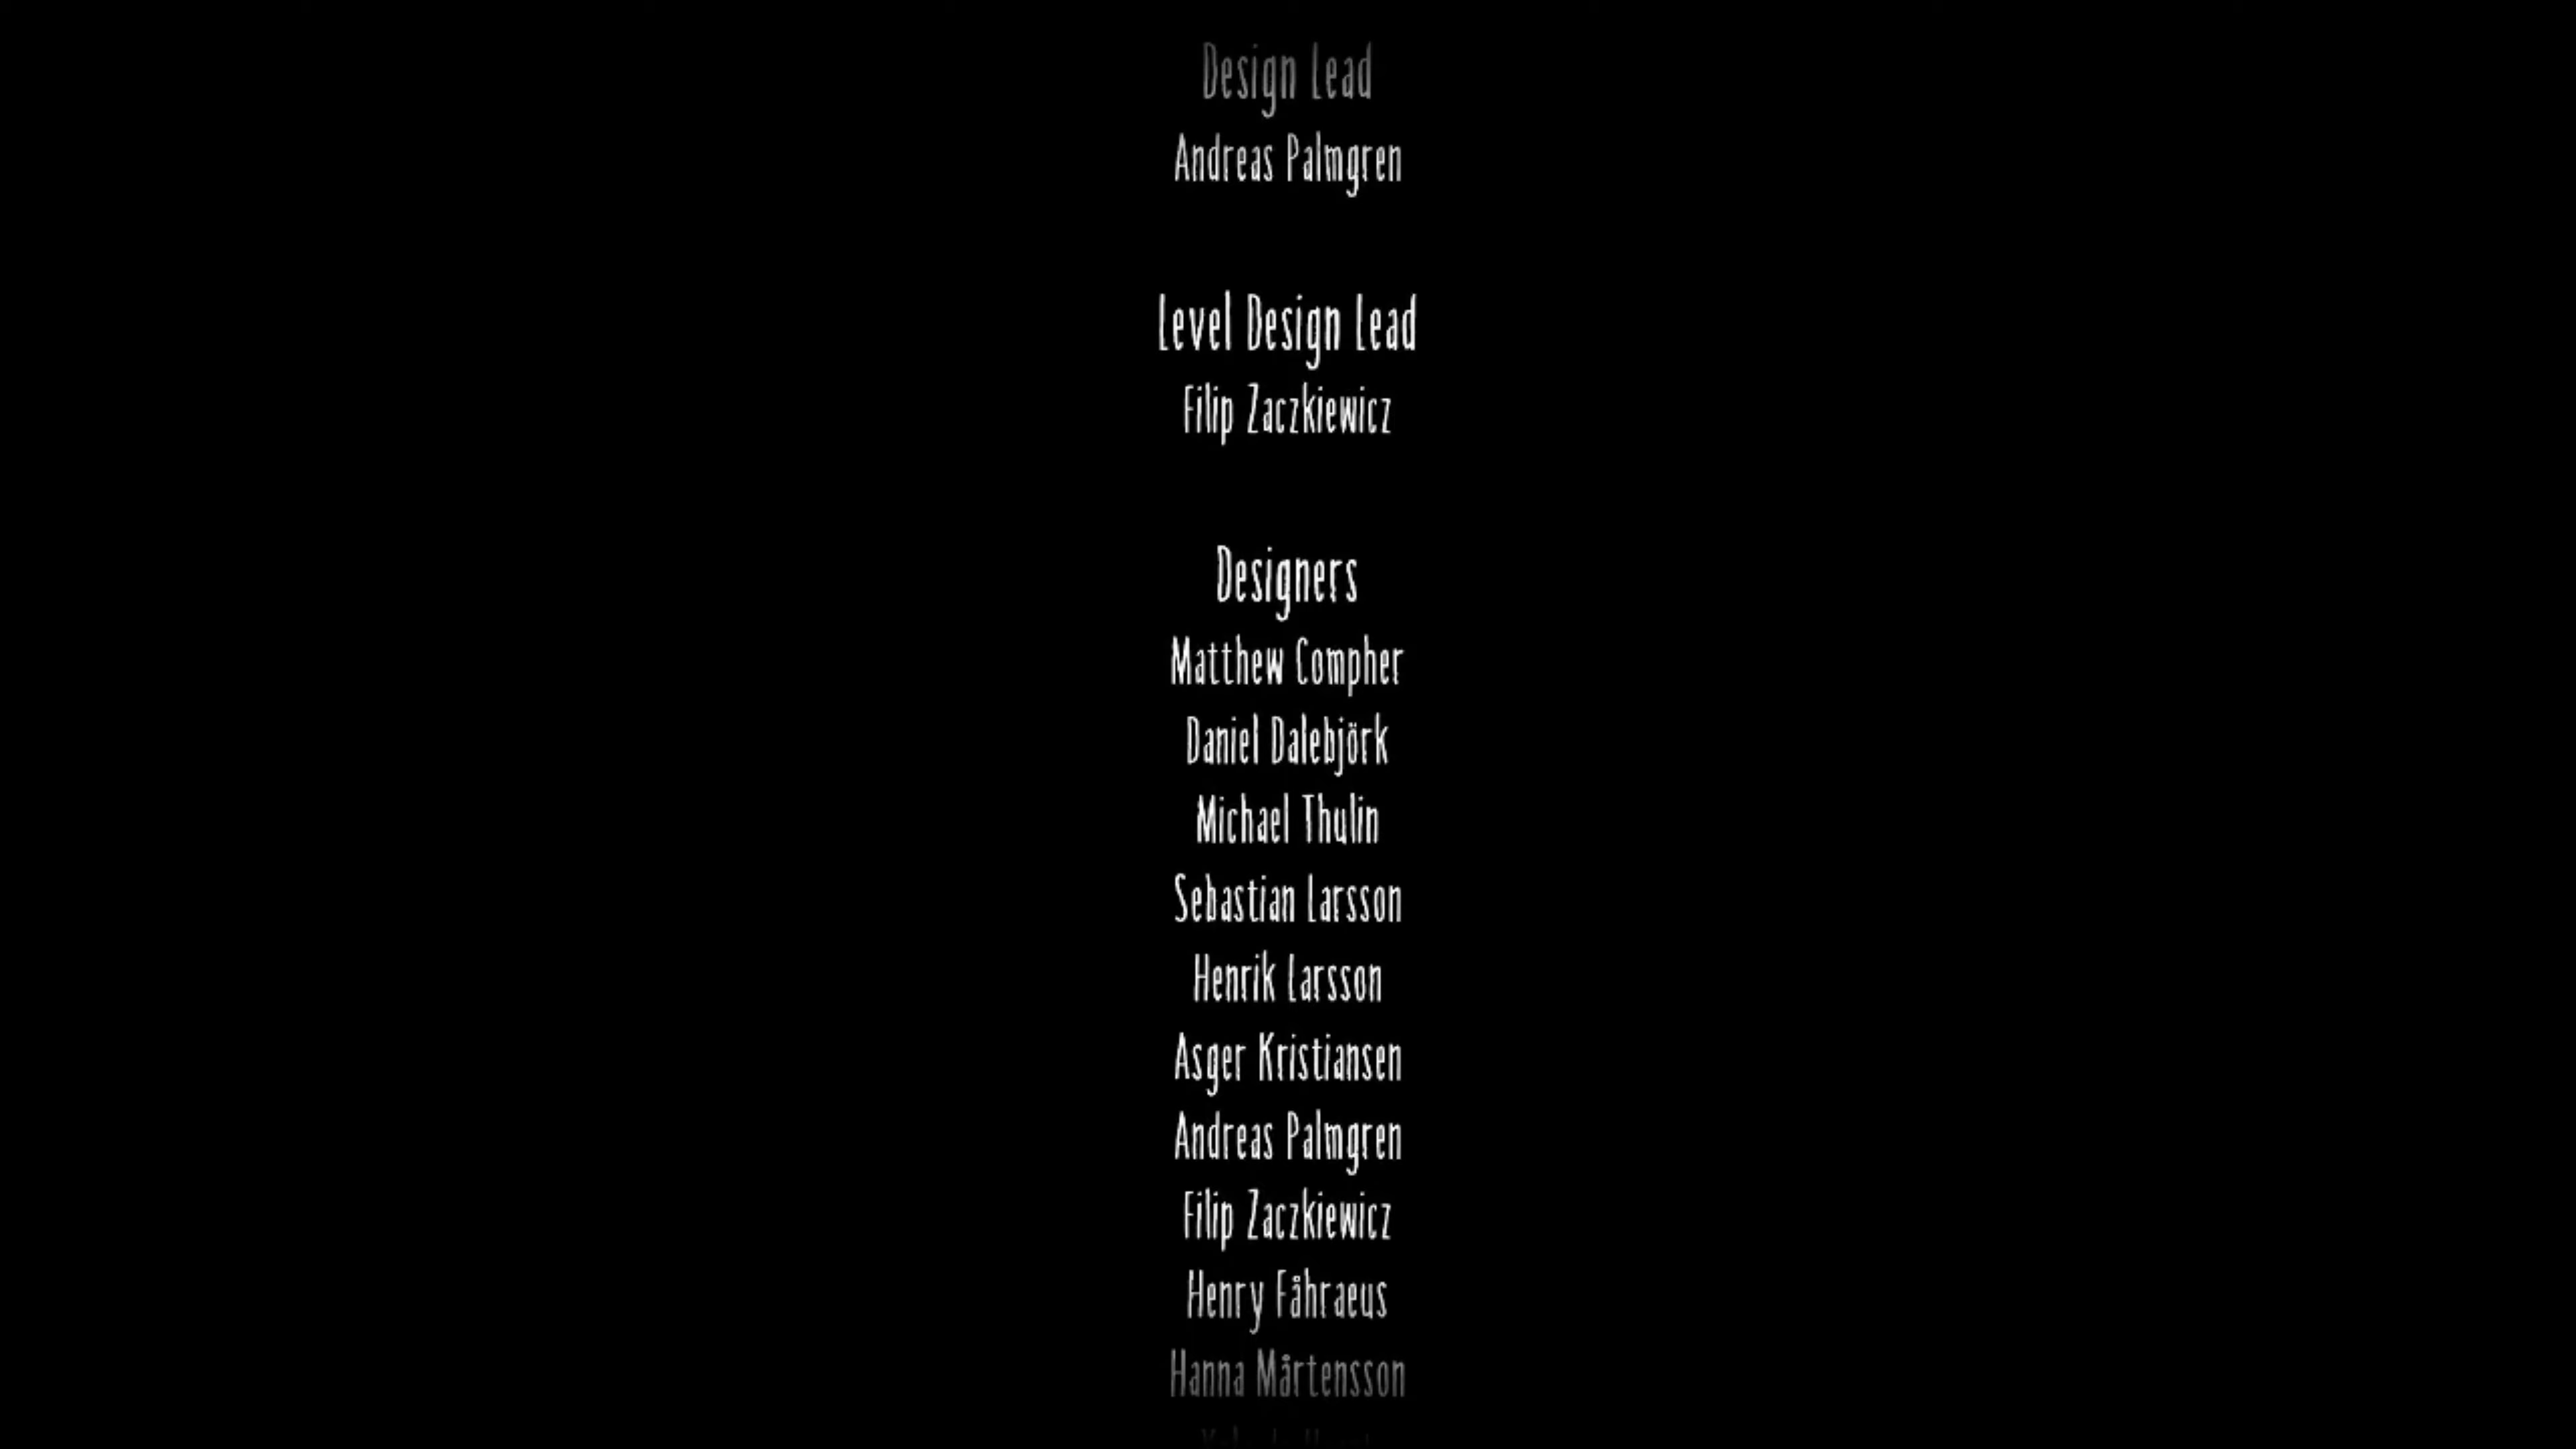 Design Lead
Andreas Palmgren
Level Design Lead
Filip Zaczkiewicz
Designers
Matthew Compher
Daniel Dalebjörk
Michael Thulin
Sebastian Larsson
Henrik Larsson
Asger Kristiansen
Andreas Palmgren
Filip Zaczkiewicz
Henry Fåhraeus
Hanna Mårtensson